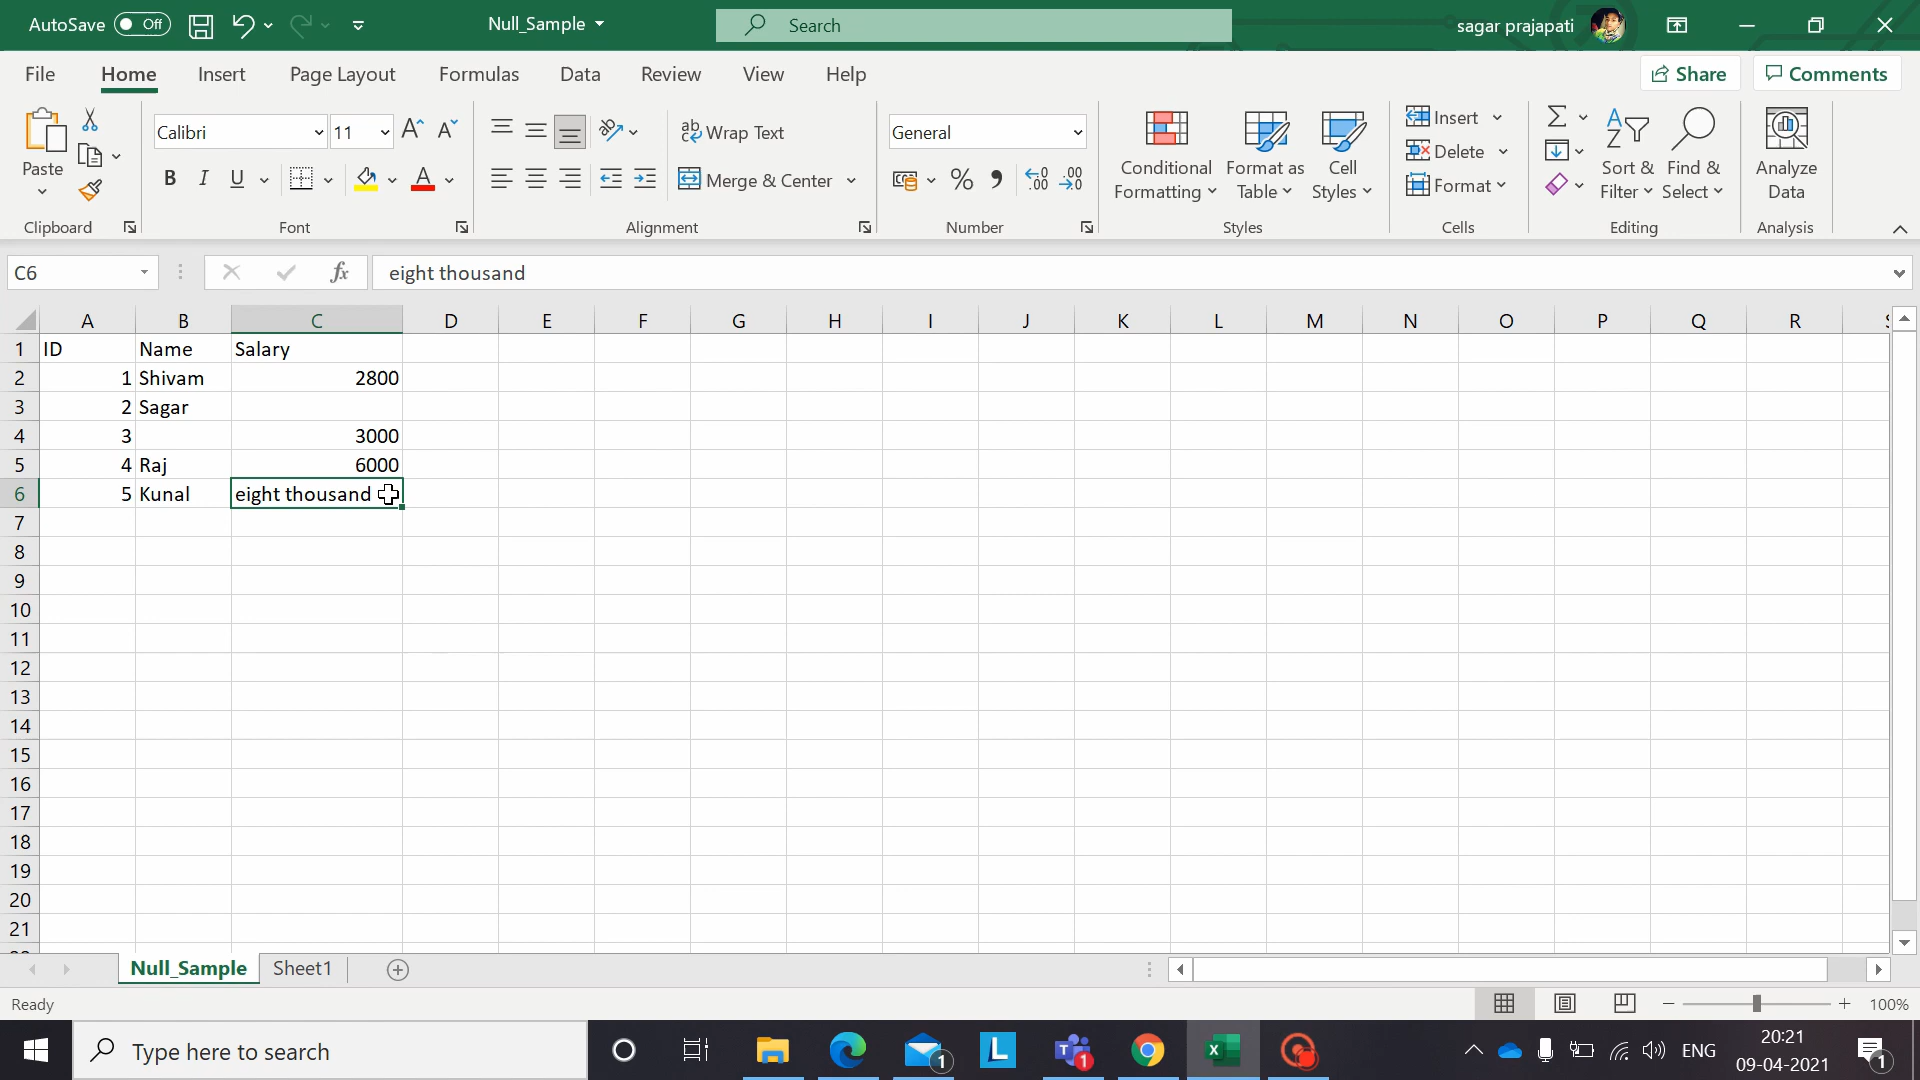 AutoSave Off Null_Sample Search sagar prajapati
File Home Insert Page Layout Formulas Data Review View Help Share Comments
Paste Calibri 11 Wrap Text General Insert
B I U Merge & Center Conditional Formatting Format as Table Cell Styles Delete Format Sort & Filter Find & Select Analyze Data
Clipboard Font Alignment Number Styles Cells Editing Analysis
C6 fx eight thousand
A B C D E F G H I J K L M N O P Q R
1 ID Name Salary
2 1 Shivam 2800
3 2 Sagar
4 3 3000
5 4 Raj 6000
6 5 Kunal eight thousand
7
8
9
10
11
12
13
14
15
16
17
18
19
20
21
Null_Sample Sheet1
Ready 100%
Type here to search 1 L T 1 X ENG 20:21
09-04-2021 1